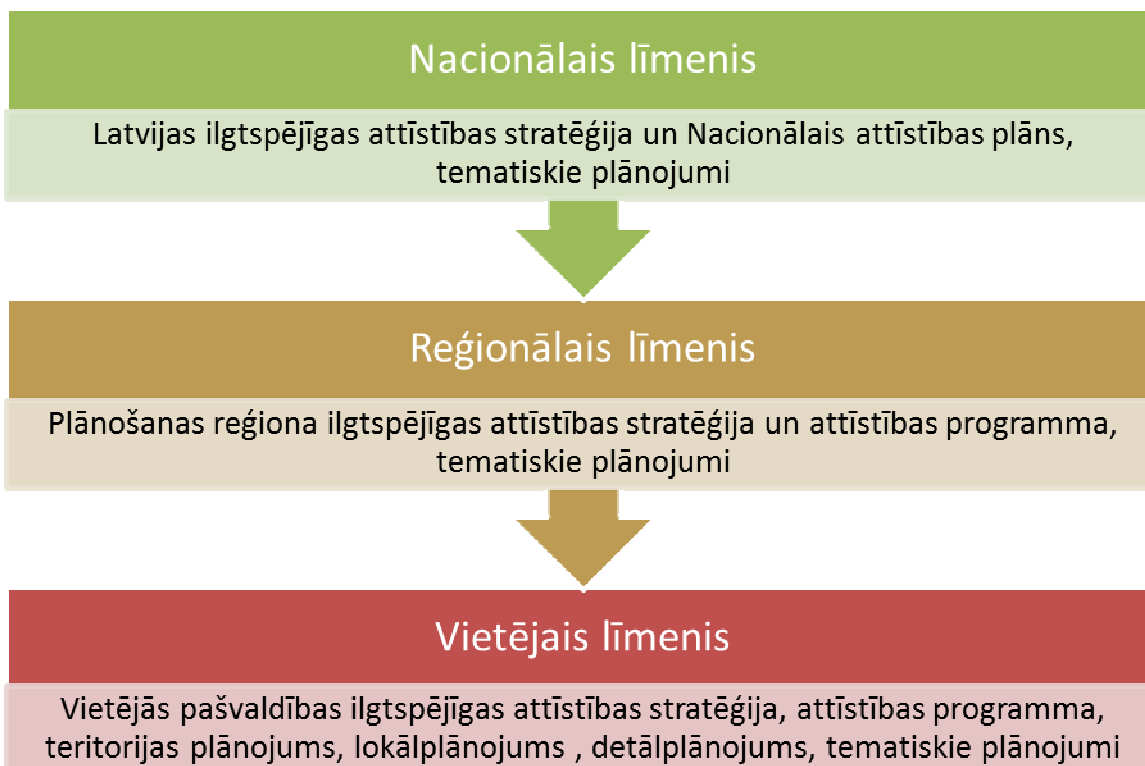 Nacionālais līmenis
Latvijas ilgtspējīgas attīstības stratēģija un Nacionālais attīstības plāns,
tematiskie plānojumi
Reģionālais līmenis
Plānošanas reģiona ilgtspējīgas attīstības stratēģija un attīstības programma,
tematiskie plānojumi
Vietējais līmenis
Vietējās pašvaldības ilgtspējīgas attīstības stratēģija, attīstības programma,
teritorijas plānojums, lokālplānojums , detālplānojums, tematiskie plānojumi